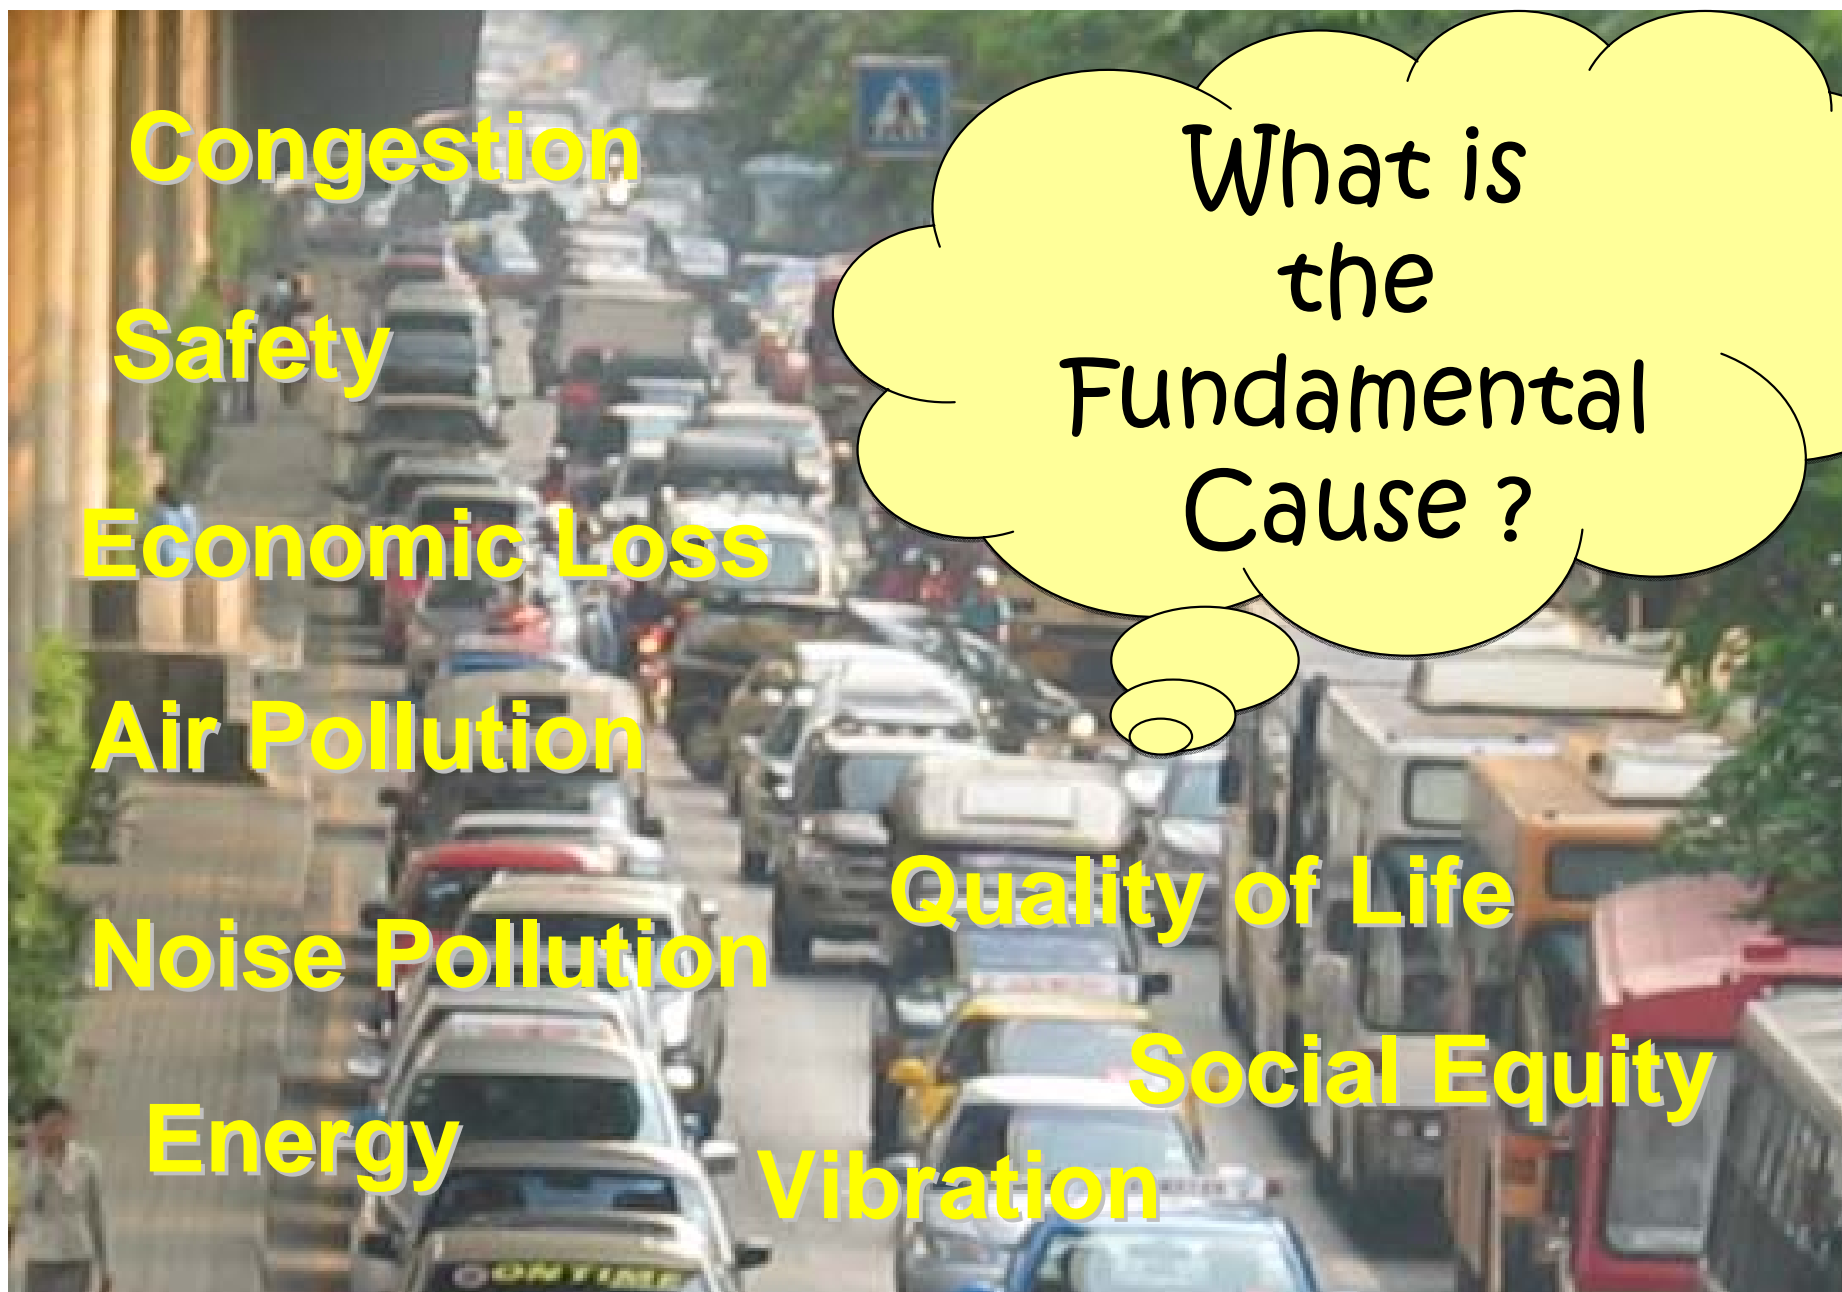 Congestion
Safety
Economic Loss
Air Pollution
Noise Pollution
Energy
What is
the
Fundamental
Cause ?
Quality of Life
Social Equity
Vibration
ONTIME